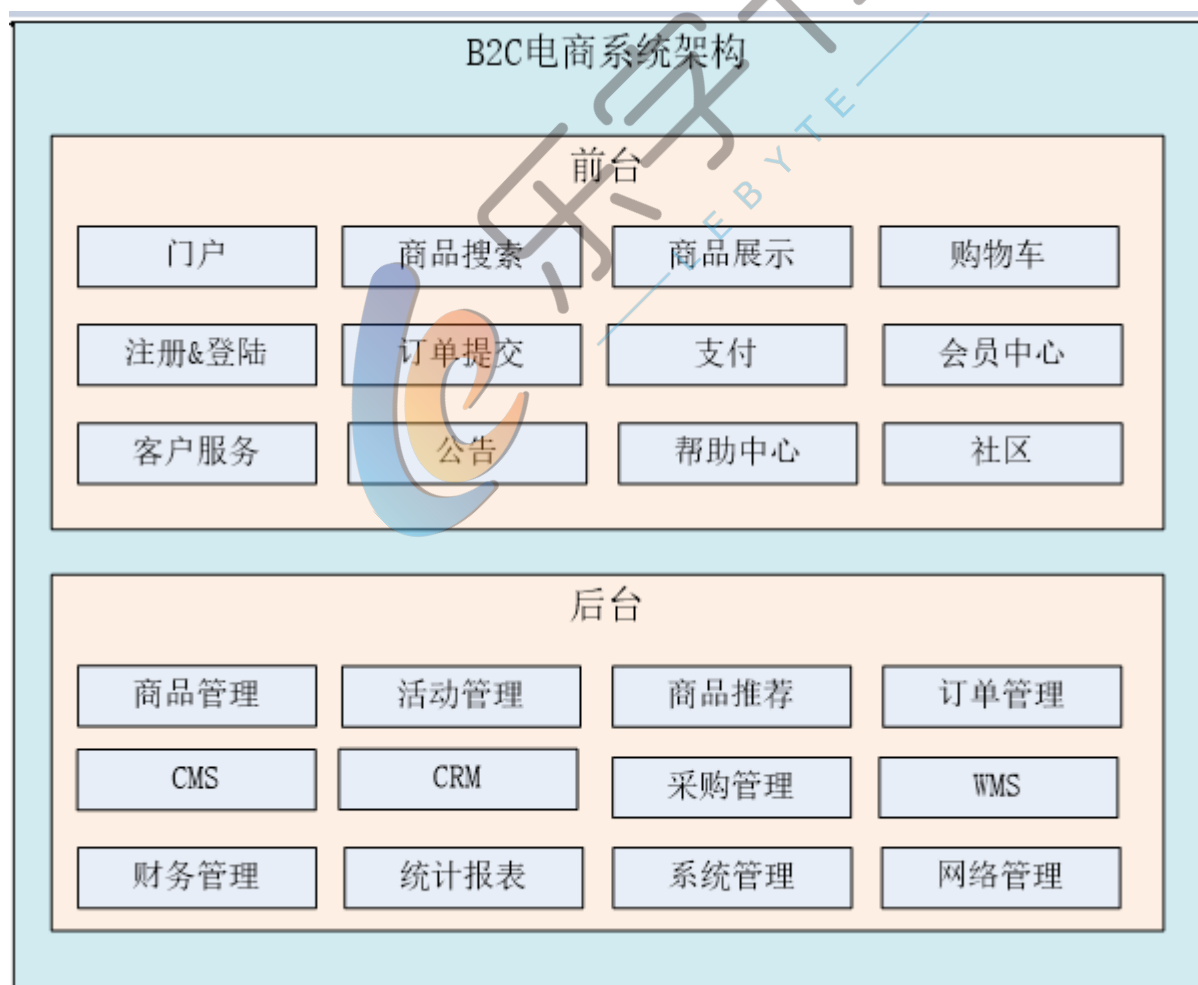 B2C电商系统架构
前台
门户 商品搜索 商品展示 购物车
注册&登陆 订单提交 支付 会员中心
客户服务 公告 帮助中心 社区
后台
商品管理 活动管理 商品推荐 订单管理
CMS CRM 采购管理 WMS
财务管理 统计报表 系统管理 网络管理
乐字
LEBYTE